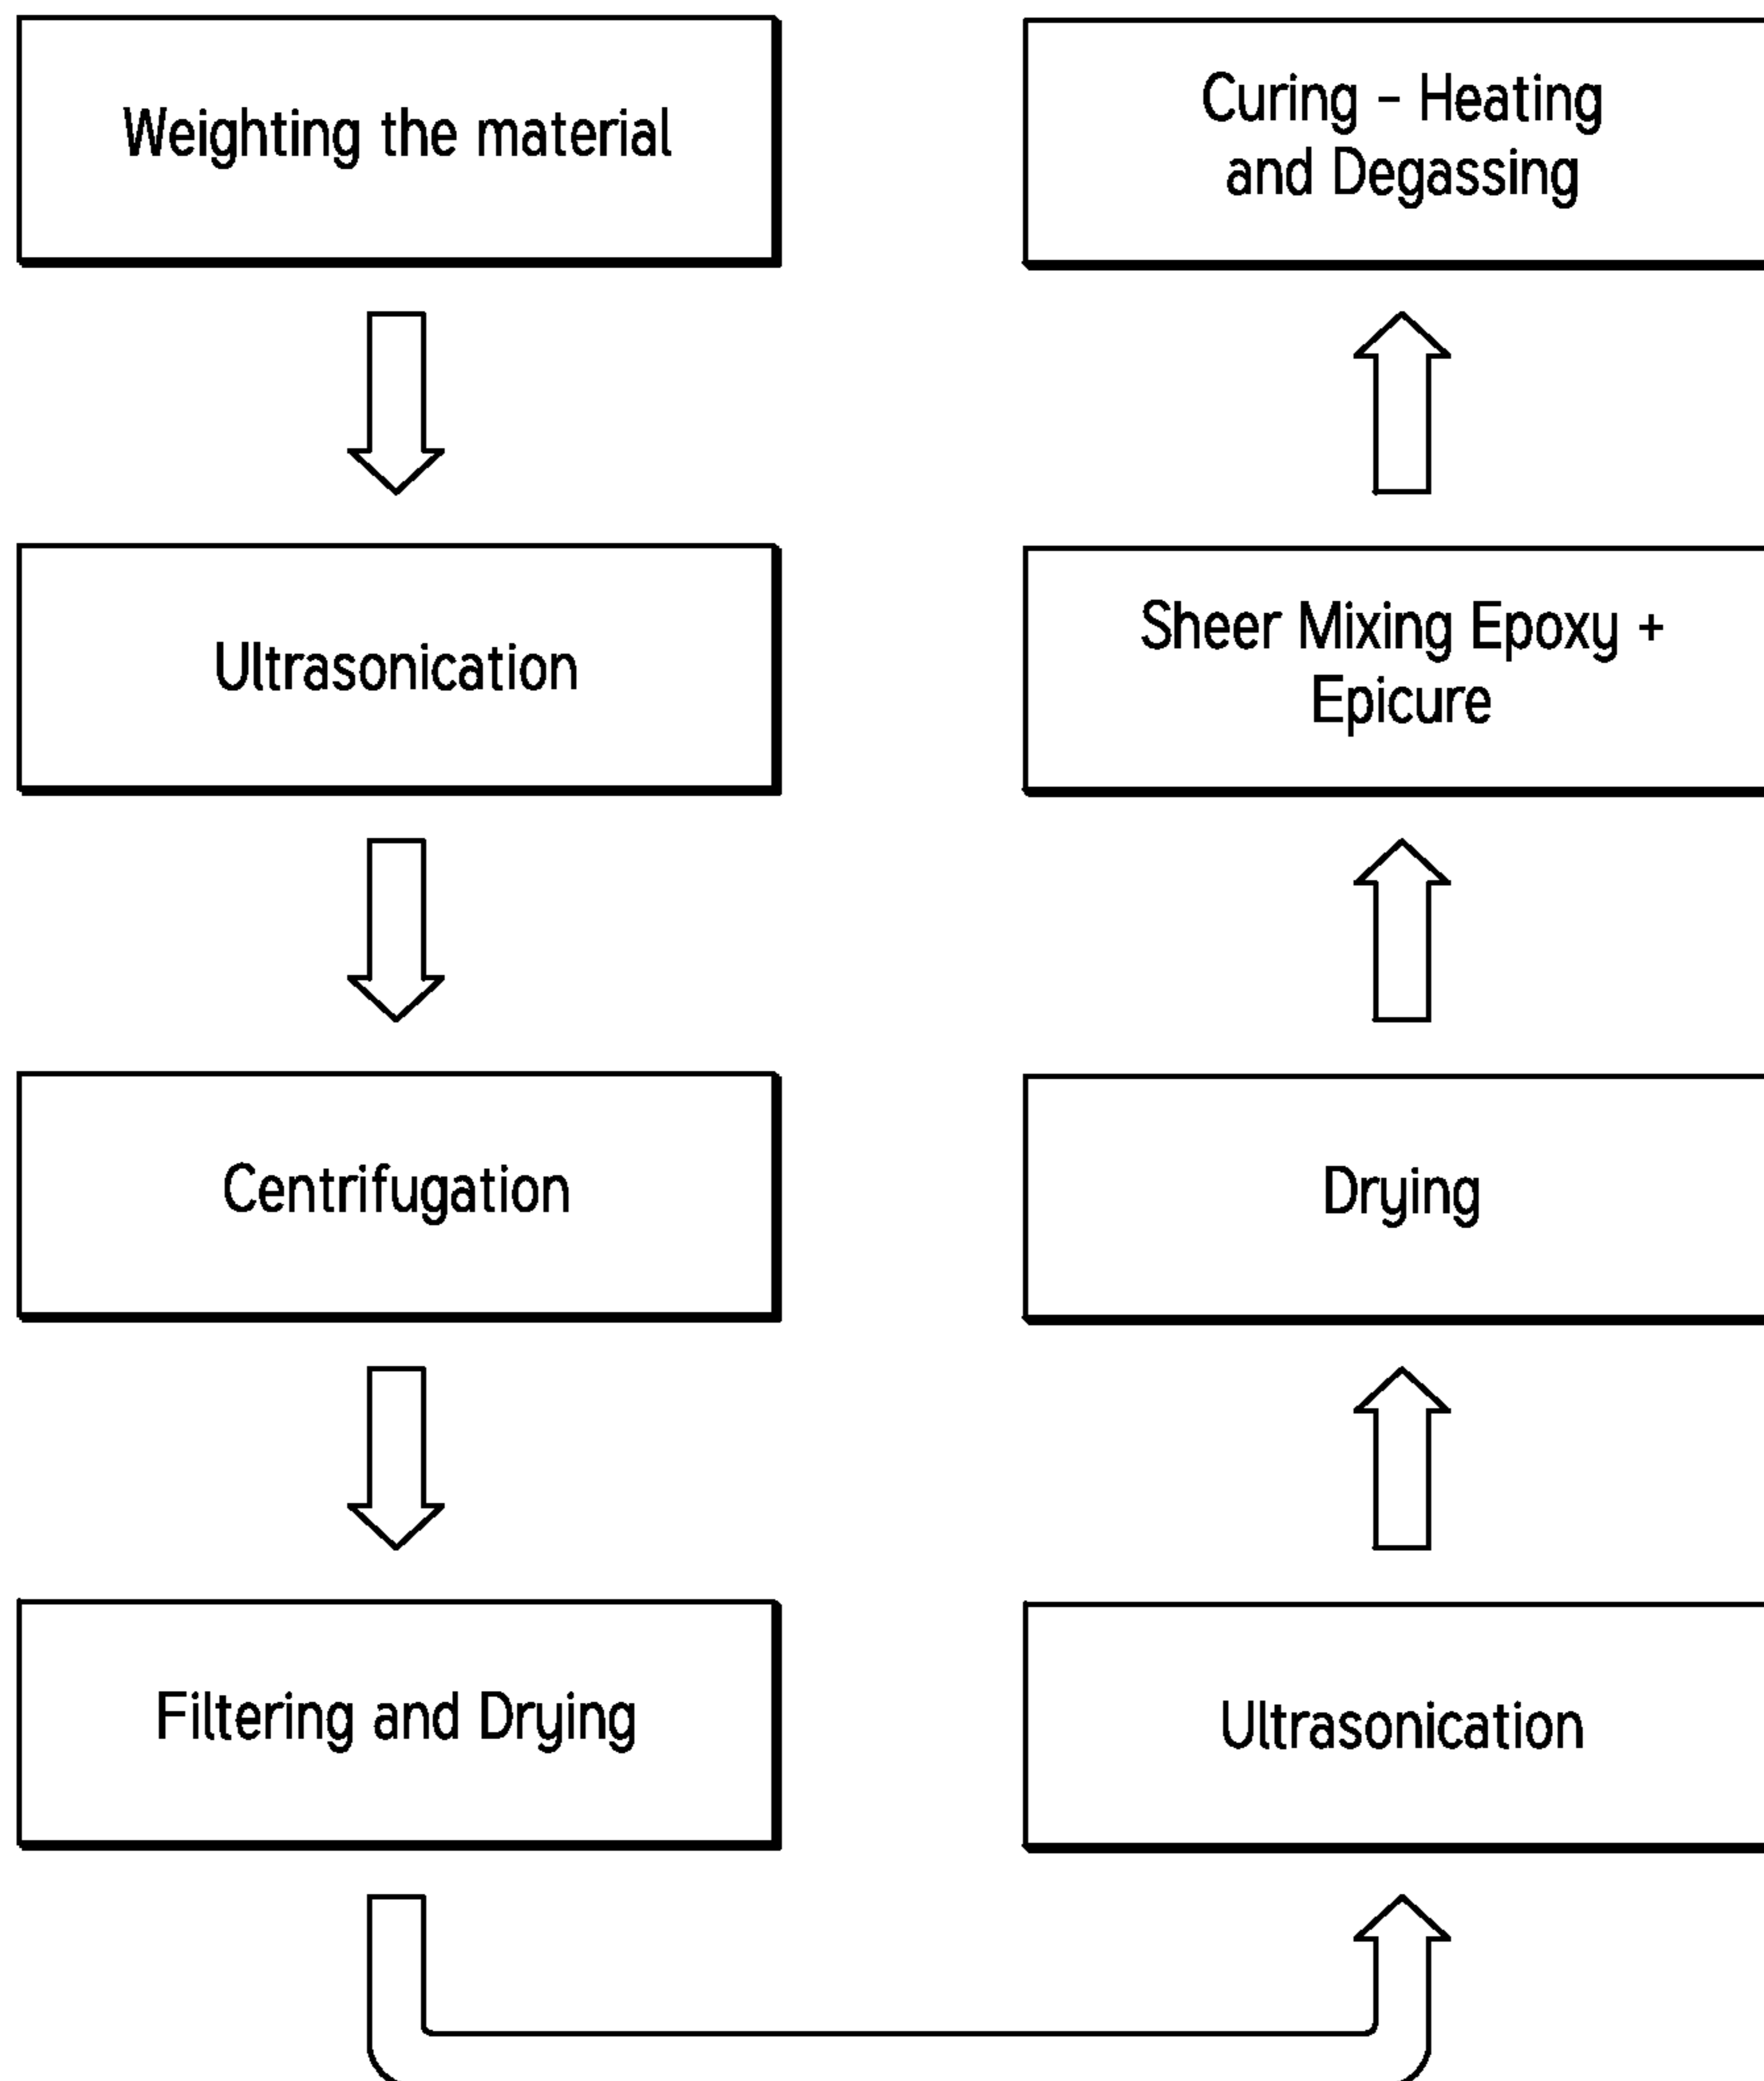 Weighting the material
Ultrasonication
Centrifugation
Filtering and Drying
Ultrasonication
Drying
Sheer Mixing Epoxy +
Epicure
Curing – Heating
and Degassing